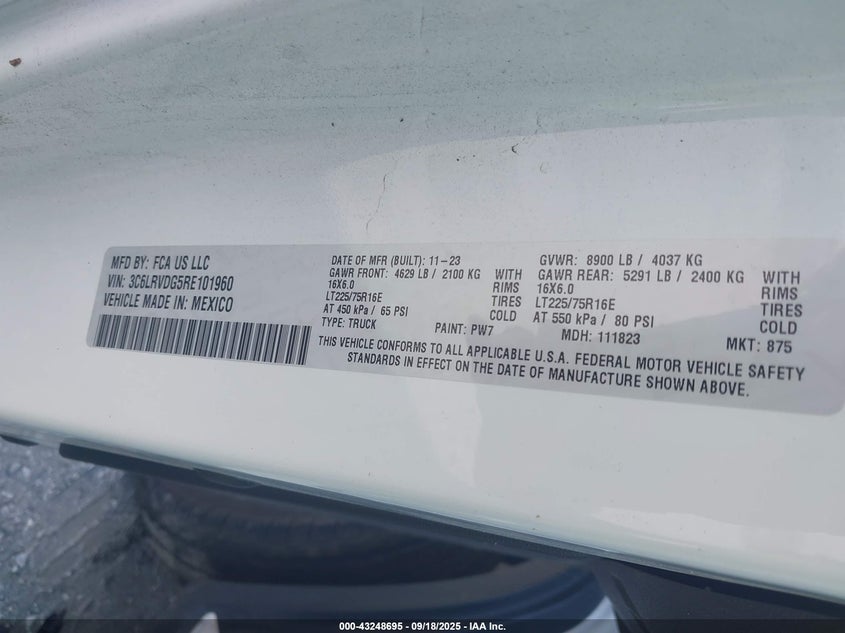 MFD BY: FCA US LLC
VIN: 3C6LRVDG5RE101960
VEHICLE MADE IN: MEXICO
DATE OF MFR (BUILT): 11-23
GAWR FRONT: 4629 LB / 2100 KG WITH
16X6.0 RIMS
LT225/75R16E TIRES
AT 450 kPa / 65 PSI COLD
TYPE: TRUCK PAINT: PW7
GVWR: 8900 LB / 4037 KG
GAWR REAR: 5291 LB / 2400 KG WITH
16X6.0 RIMS
LT225/75R16E TIRES
AT 550 kPa / 80 PSI COLD
MDH: 111823 MKT: 875
THIS VEHICLE CONFORMS TO ALL APPLICABLE U.S.A. FEDERAL MOTOR VEHICLE SAFETY
STANDARDS IN EFFECT ON THE DATE OF MANUFACTURE SHOWN ABOVE.
000-43248695 - 09/18/2025 - IAA Inc.